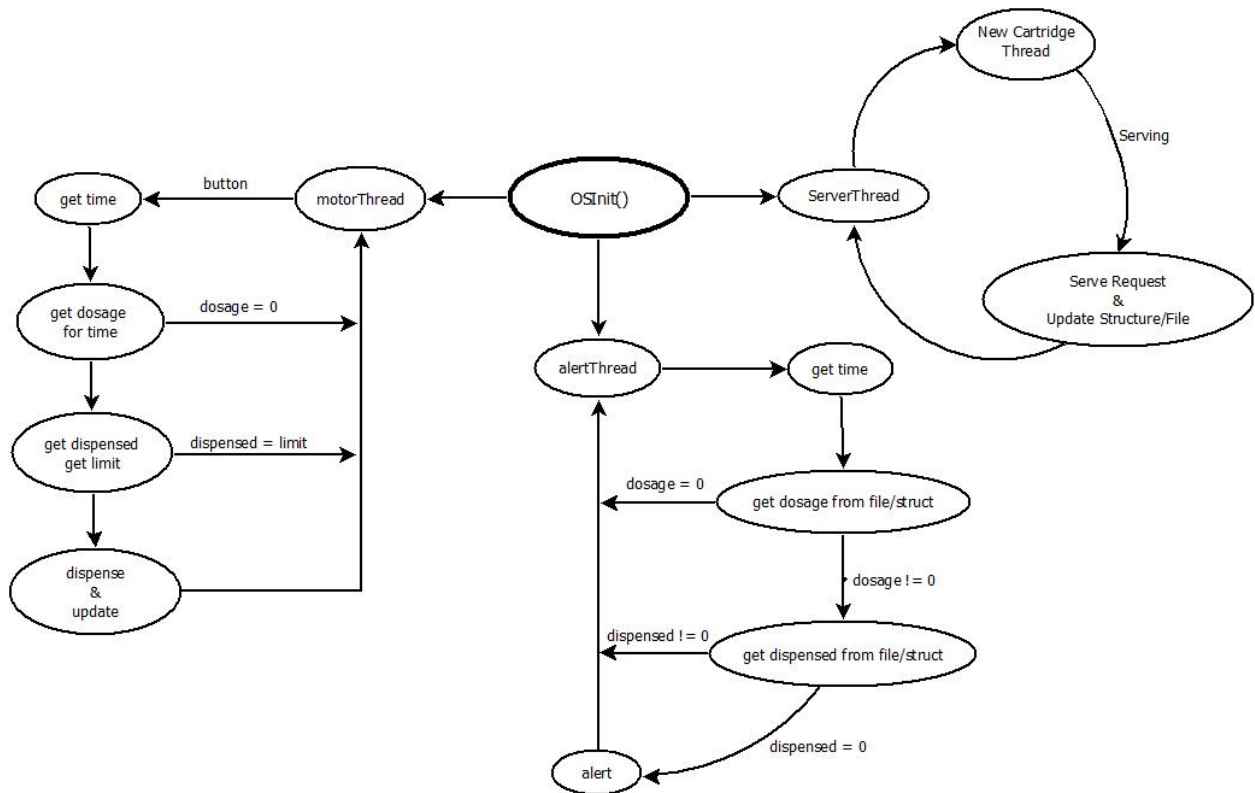 New Cartridge
Thread
Serving
button
get time
motorThread
OSInit()
ServerThread
get dosage
for time
dosage = 0
Serve Request
&
Update Structure/File
alertThread
get time
get dispensed
get limit
dispensed = limit
dosage = 0
get dosage from file/struct
dispense
&
update
dosage != 0
dispensed != 0
get dispensed from file/struct
dispensed = 0
alert